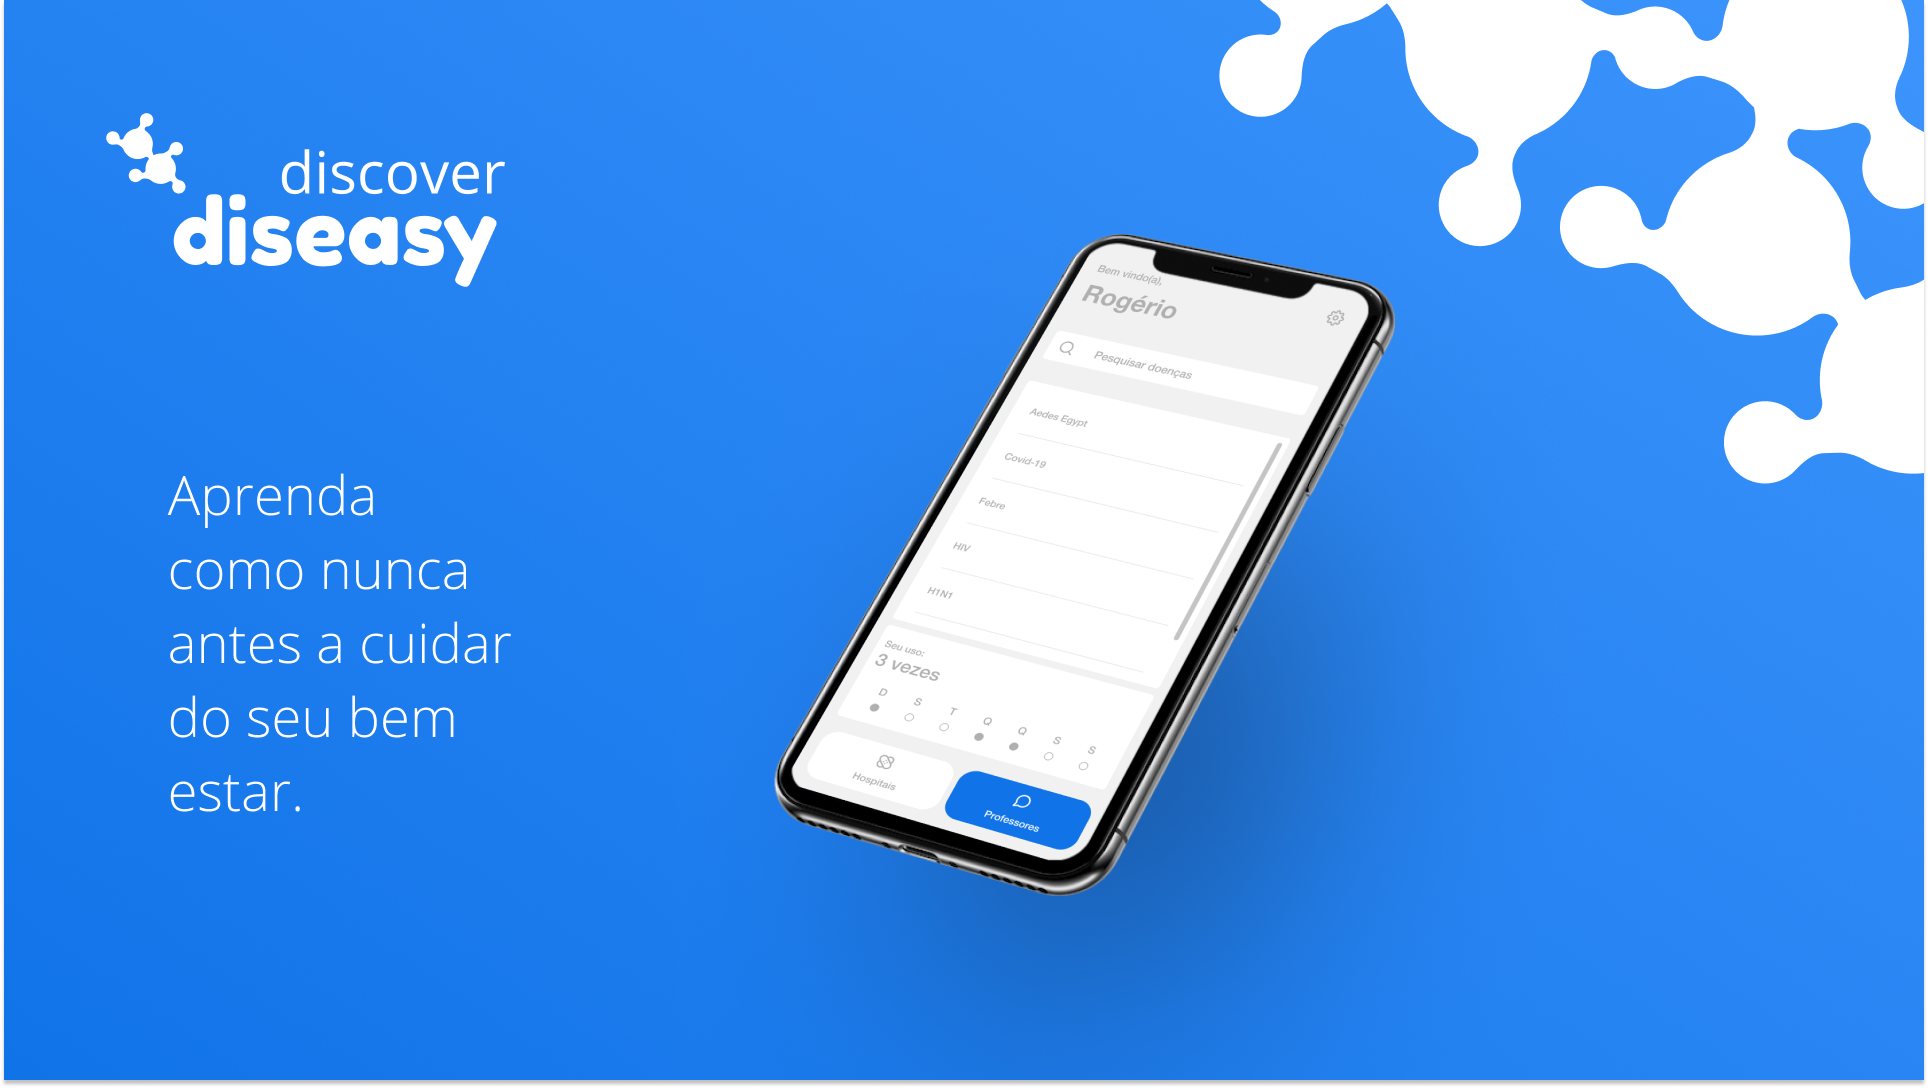 discover
diseasy
Aprenda
como nunca
antes a cuidar
do seu bem
estar.
Bem vindo(a),
Rogério
Pesquisar doenças
Aedes Egypt
Covid-19
Febre
HIV
H1N1
Seu uso:
3 vezes
D S T Q Q S S
Hospitais
Professores